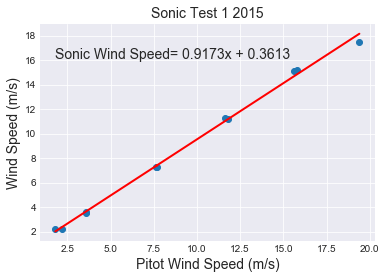 Sonic Test 1 2015
Sonic Wind Speed= 0.9173x + 0.3613
Wind Speed (m/s)
18
16
14
12
10
8
6
4
2
2.5 5.0 7.5 10.0 12.5 15.0 17.5 20.0
Pitot Wind Speed (m/s)